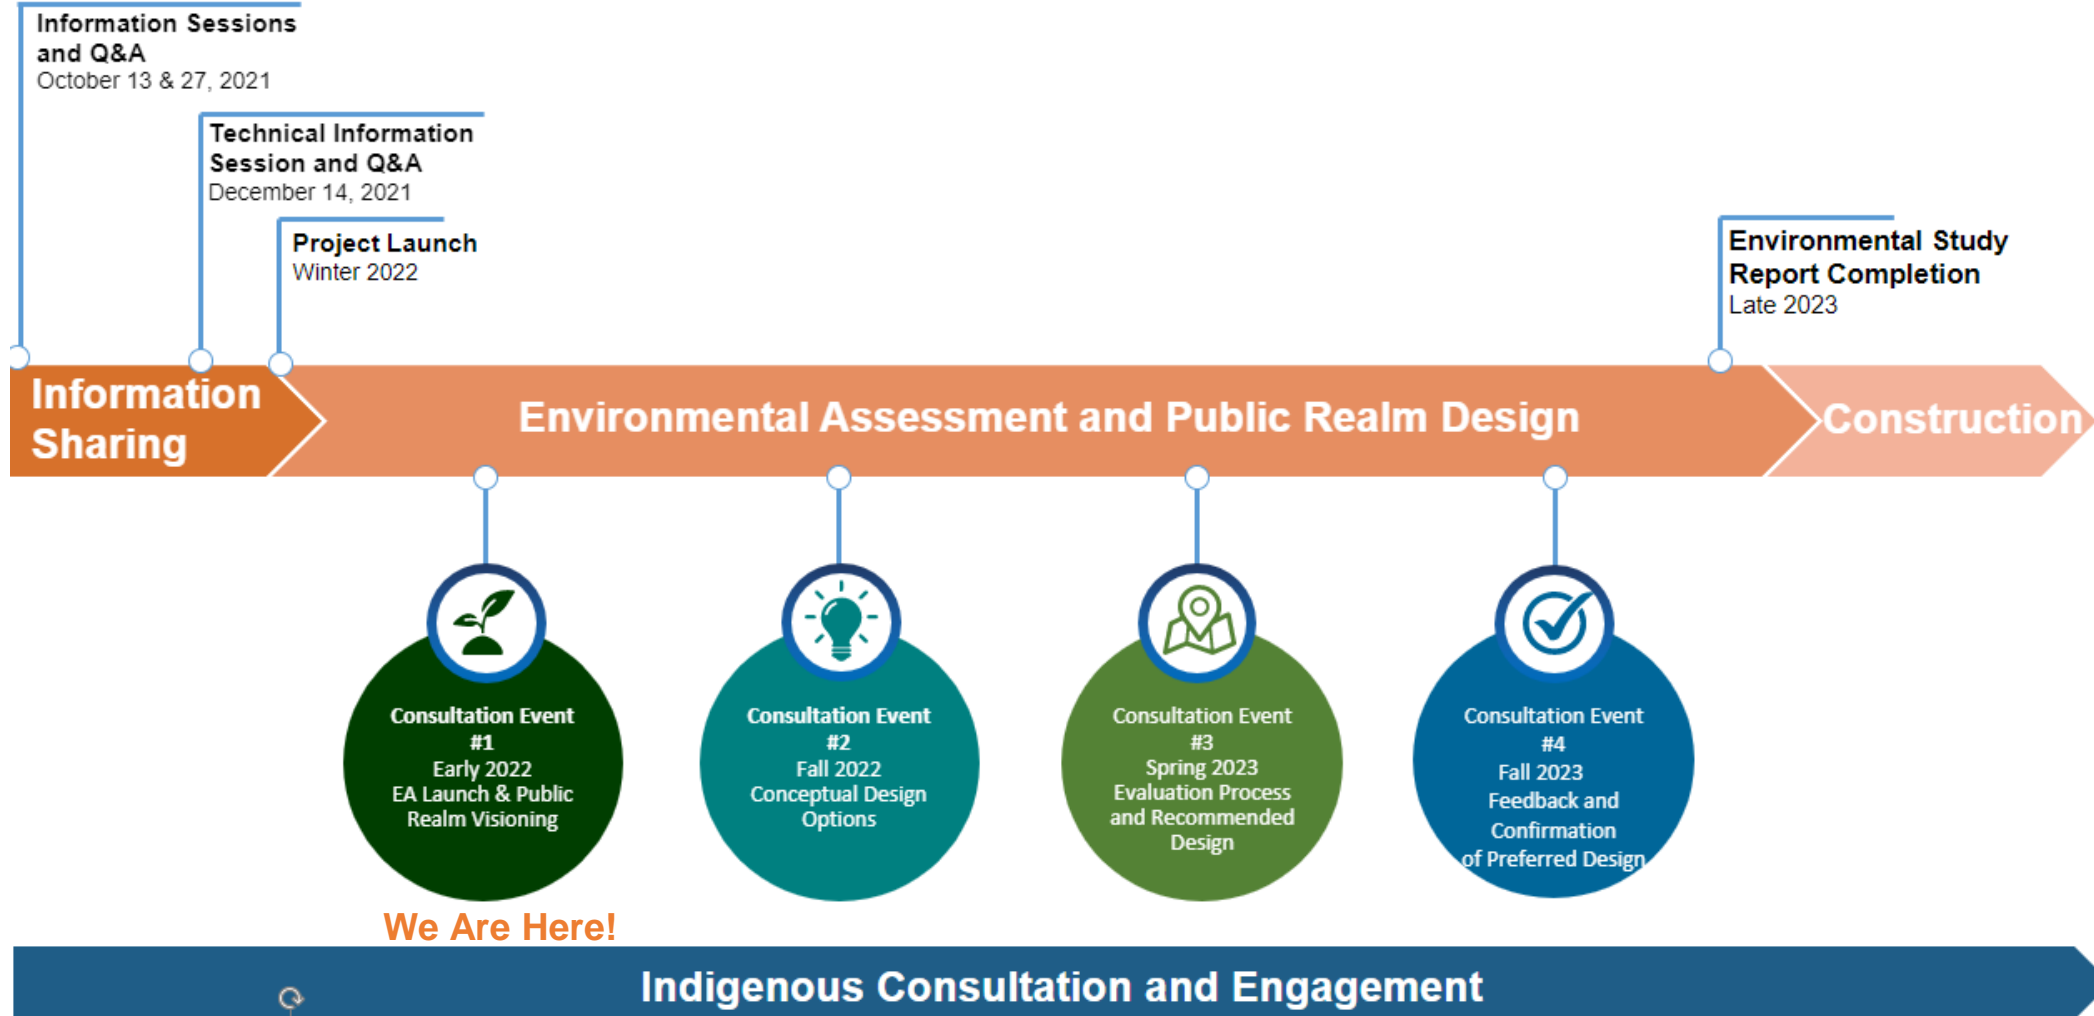 Information Sessions
and Q&A
October 13 & 27, 2021
Technical Information
Session and Q&A
December 14, 2021
Project Launch
Winter 2022
Environmental Study
Report Completion
Late 2023
Information
Sharing
Environmental Assessment and Public Realm Design
Construction
Consultation Event
#1
Early 2022
EA Launch & Public
Realm Visioning
Consultation Event
#2
Fall 2022
Conceptual Design
Options
Consultation Event
#3
Spring 2023
Evaluation Process
and Recommended
Design
Consultation Event
#4
Fall 2023
Feedback and
Confirmation
of Preferred Design
We Are Here!
Indigenous Consultation and Engagement